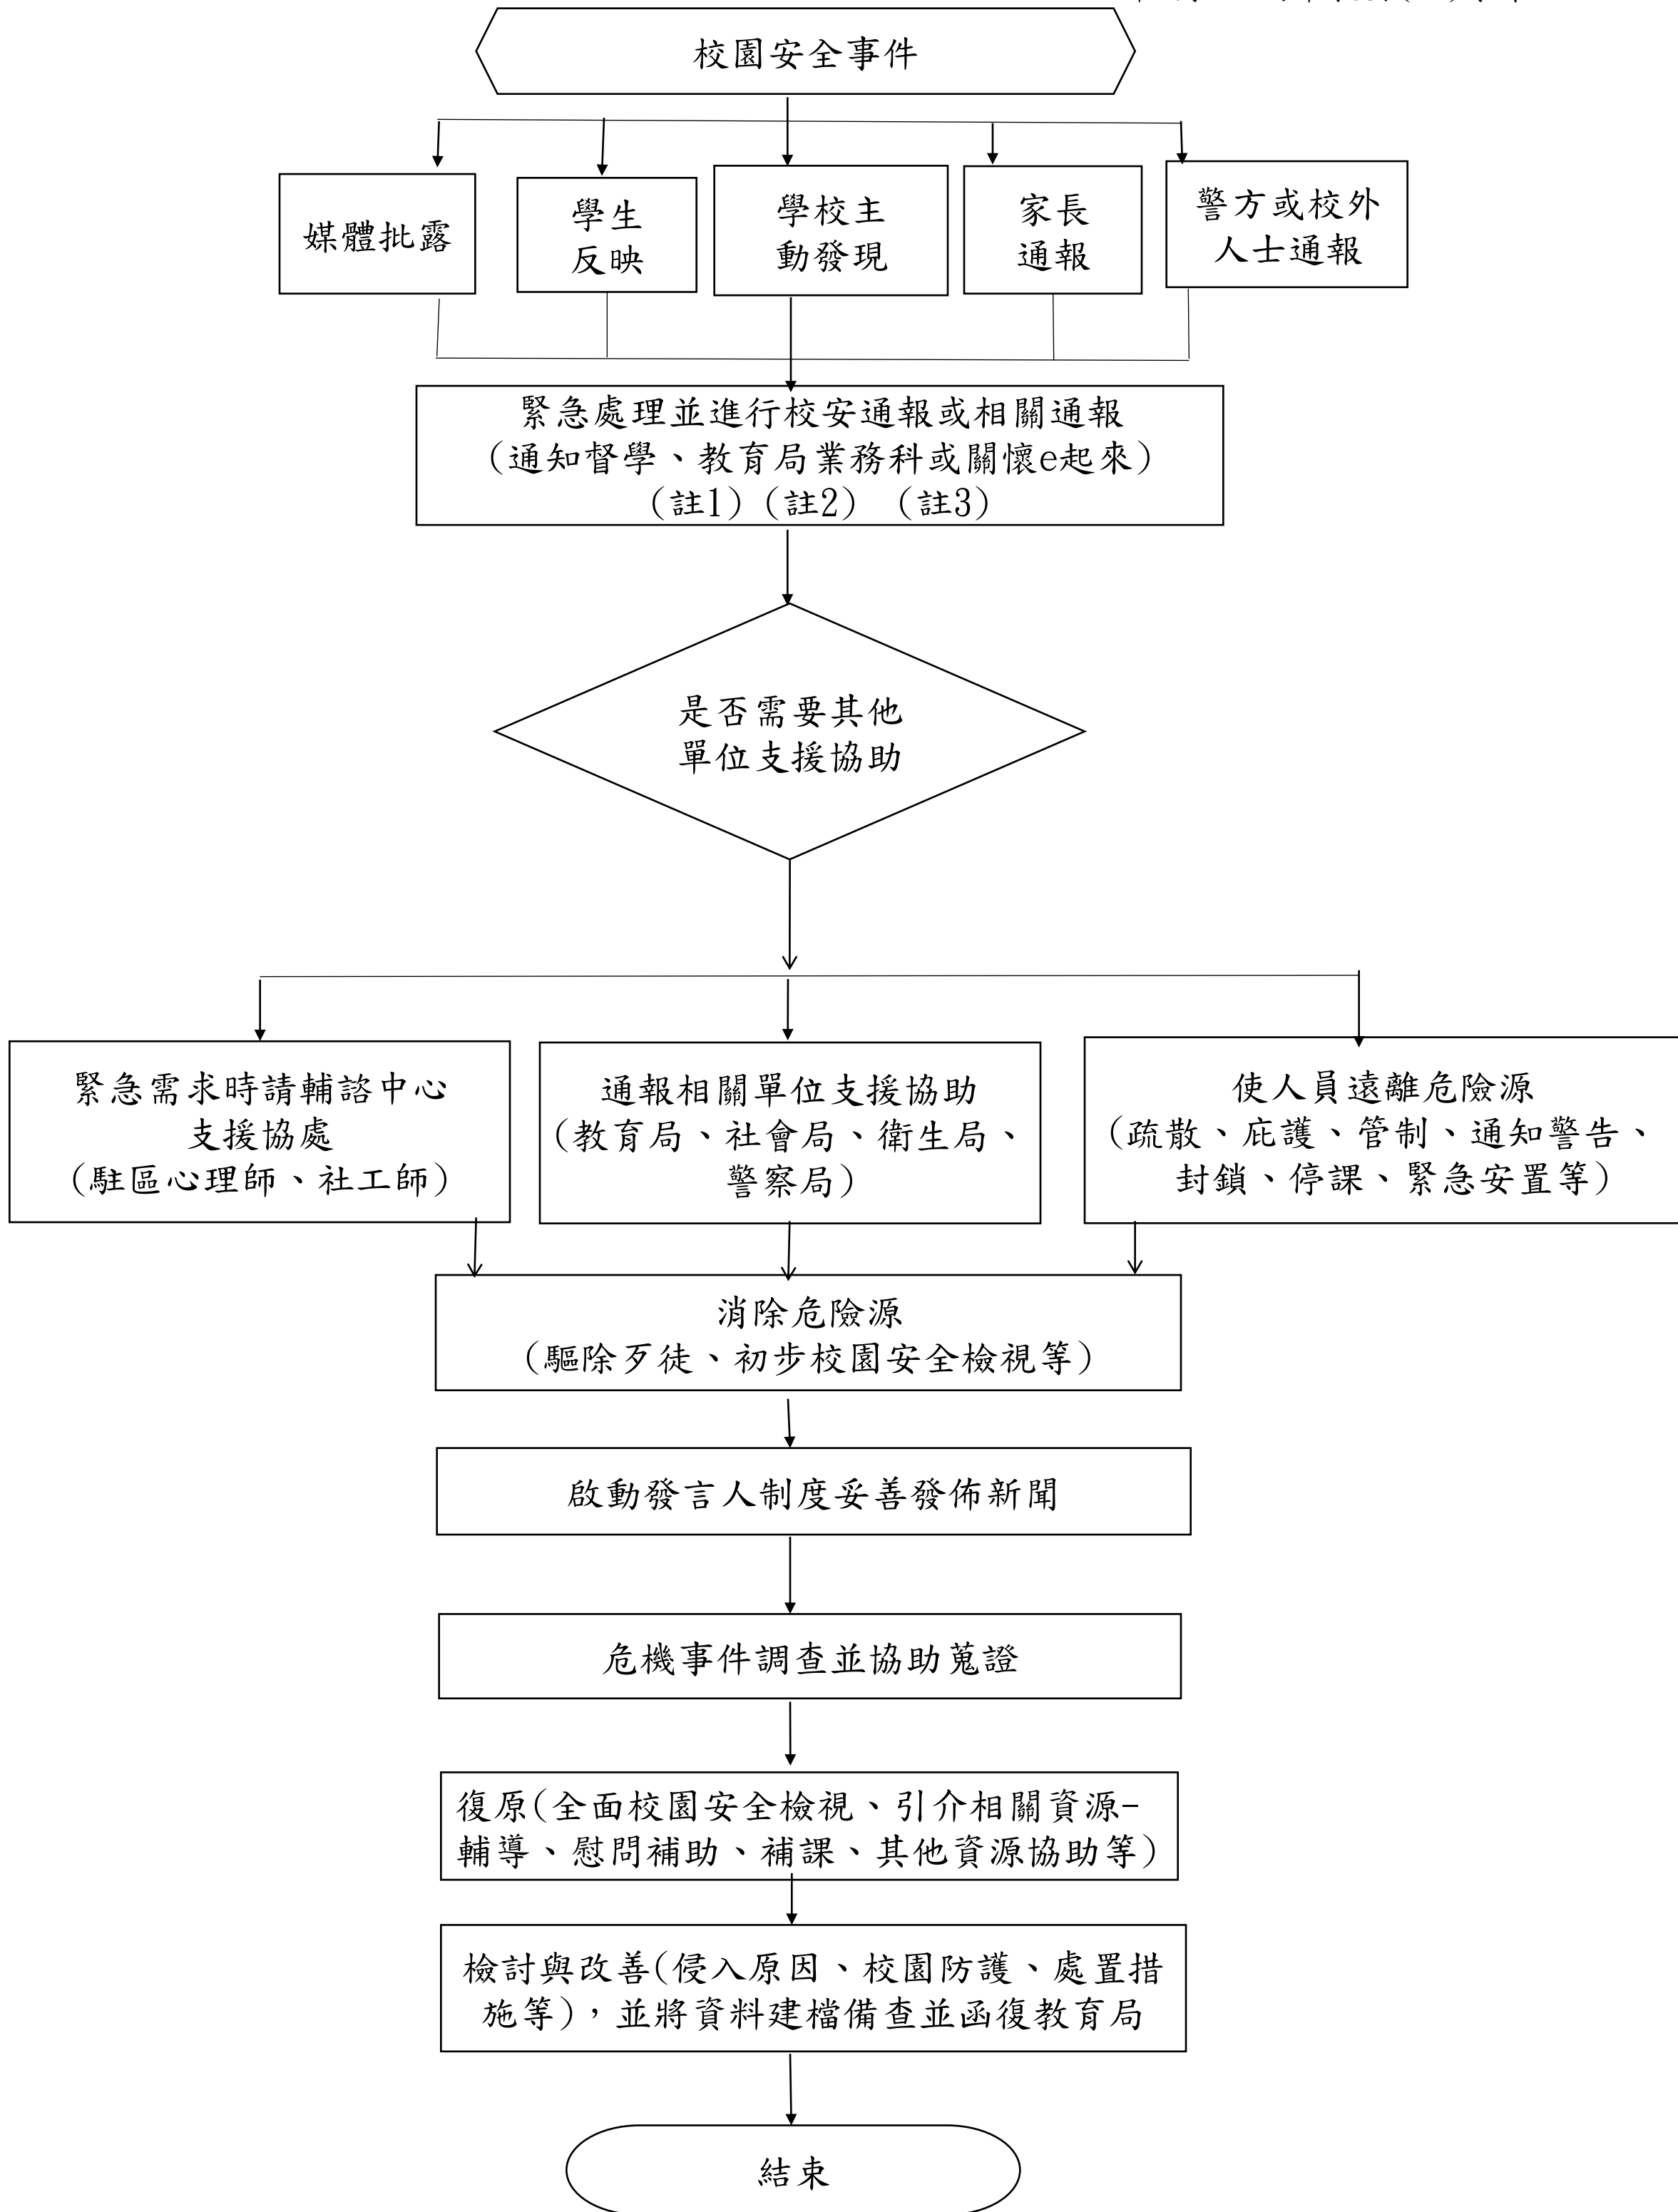 校園安全事件
媒體批露
學生
反映
學校主
動發現
家長
通報
警方或校外
人士通報
緊急處理並進行校安通報或相關通報
(通知督學、教育局業務科或關懷e起來)
(註1)(註2) (註3)
是否需要其他
單位支援協助
緊急需求時請輔諮中心
支援協處
(駐區心理師、社工師)
通報相關單位支援協助
(教育局、社會局、衛生局、
警察局)
使人員遠離危險源
(疏散、庇護、管制、通知警告、
封鎖、停課、緊急安置等)
消除危險源
(驅除歹徒、初步校園安全檢視等)
啟動發言人制度妥善發佈新聞
危機事件調查並協助蒐證
復原(全面校園安全檢視、引介相關資源-
輔導、慰問補助、補課、其他資源協助等)
檢討與改善(侵入原因、校園防護、處置措
施等),並將資料建檔備查並函復教育局
結束